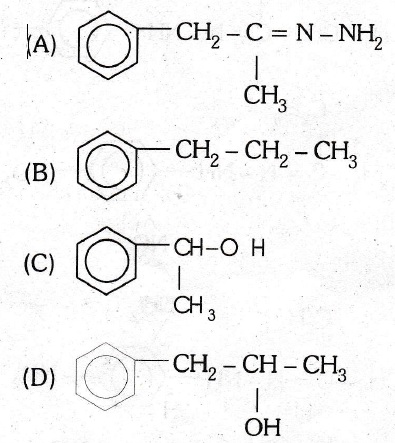 (A) CH₂ – C = N – NH₂
CH₃
(B) CH₂ – CH₂ – CH₃
(C) CH–O H
CH₃
(D) CH₂ – CH – CH₃
OH